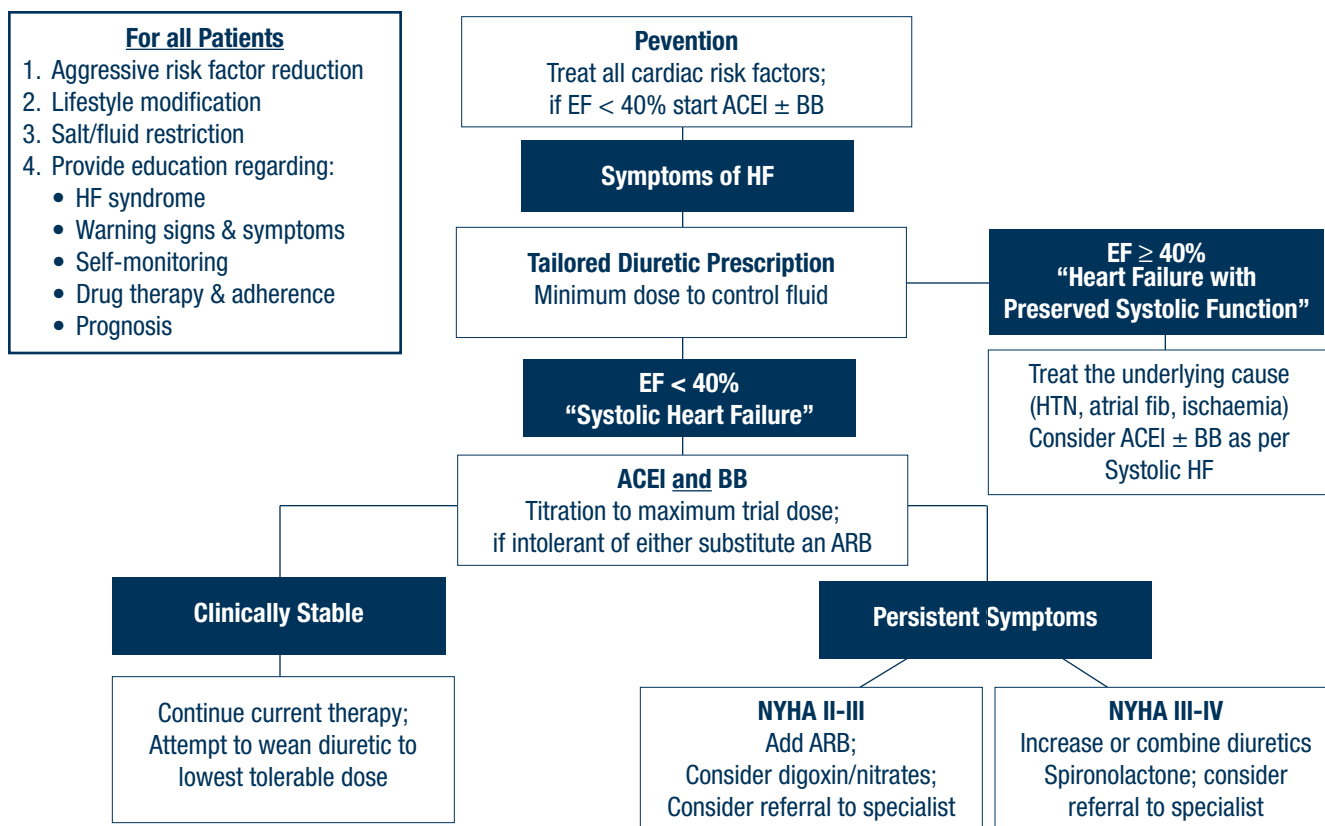 For all Patients
1. Aggressive risk factor reduction
2. Lifestyle modification
3. Salt/fluid restriction
4. Provide education regarding:
• HF syndrome
• Warning signs & symptoms
• Self-monitoring
• Drug therapy & adherence
• Prognosis
Pevention
Treat all cardiac risk factors;
if EF < 40% start ACEI ± BB
Symptoms of HF
Tailored Diuretic Prescription
Minimum dose to control fluid
EF ≥ 40%
“Heart Failure with
Preserved Systolic Function”
Treat the underlying cause
(HTN, atrial fib, ischaemia)
Consider ACEI ± BB as per
Systolic HF
EF < 40%
“Systolic Heart Failure”
ACEI and BB
Titration to maximum trial dose;
if intolerant of either substitute an ARB
Clinically Stable
Continue current therapy;
Attempt to wean diuretic to
lowest tolerable dose
Persistent Symptoms
NYHA II-III
Add ARB;
Consider digoxin/nitrates;
Consider referral to specialist
NYHA III-IV
Increase or combine diuretics
Spironolactone; consider
referral to specialist